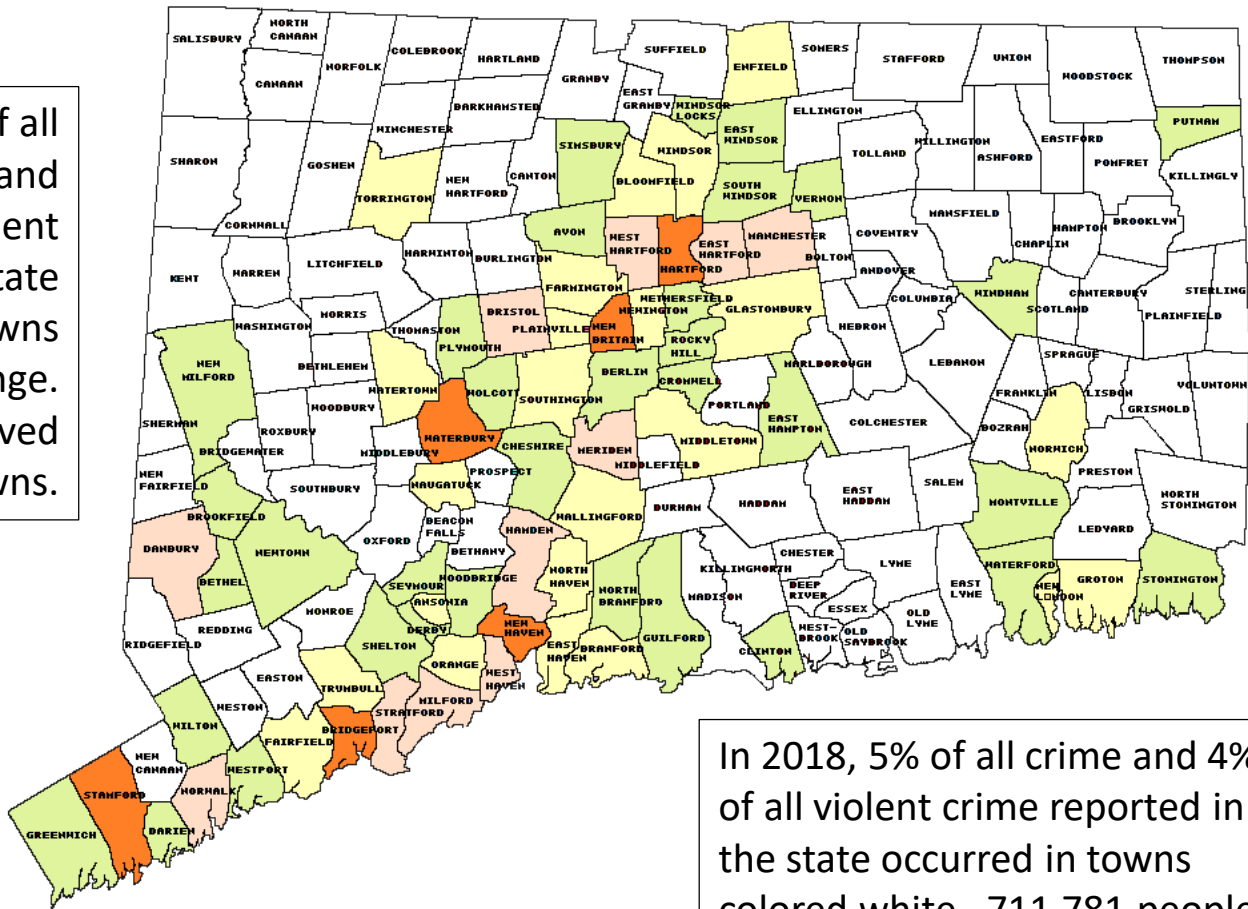 f all
and
ent
tate
wns
nge.
ved
wns.
SALISBURY
NORTH
CANAAN
CANAAN
NORFOLK
COLEBROOK
HARTLAND
GRANBY
SUFFIELD
EAST
GRANBY
WINDSOR
LOCKS
ENFIELD
SOMERS
STAFFORD
UNION
WOODSTOCK
THOMPSON
SHARON
CORNWALL
GOSHEN
WINCHESTER
BARKHAMSTED
TORRINGTON
NEW
HARTFORD
CANTON
SIMSBURY
BLOOMFIELD
WINDSOR
EAST
WINDSOR
ELLINGTON
SOUTH
WINDSOR
VERNON
TOLLAND
WILLINGTON
ASHFORD
EASTFORD
POMFRET
PUTNAM
KILLINGLY
KENT
WARREN
LITCHFIELD
HARWINTON
BURLINGTON
AVON
WEST
HARTFORD
HARTFORD
EAST
HARTFORD
MANCHESTER
BOLTON
COVENTRY
ANDOVER
MANSFIELD
CHAPLIN
HAMPTON
BROOKLYN
WASHINGTON
MORRIS
THOMASTON
PLYMOUTH
BRISTOL
FARMINGTON
PLAINVILLE
NEW
BRITAIN
NEWINGTON
WETHERSFIELD
ROCKY
HILL
GLASTONBURY
HEBRON
COLUMBIA
WINDHAM
SCOTLAND
CANTERBURY
PLAINFIELD
STERLING
NEW
MILFORD
BETHLEHEM
WATERTOWN
WOLCOTT
SOUTHINGTON
BERLIN
CROMWELL
PORTLAND
MARLBOROUGH
LEBANON
FRANKLIN
SPRAGUE
LISBON
GRISWOLD
VOLUNTOWN
SHERMAN
BRIDGEWATER
ROXBURY
WOODBURY
MIDDLEBURY
WATERBURY
CHESHIRE
MERIDEN
MIDDLEFIELD
MIDDLETOWN
EAST
HAMPTON
COLCHESTER
BOZRAH
NORWICH
PRESTON
NORTH
STONINGTON
NEW
FAIRFIELD
BROOKFIELD
SOUTHBURY
OXFORD
NAUGATUCK
PROSPECT
BEACON
FALLS
BETHANY
HAMDEN
WALLINGFORD
DURHAM
HADDAM
EAST
HADDAM
SALEM
MONTVILLE
LEDYARD
DANBURY
BETHEL
NEWTOWN
SEYMOUR
WOODBRIDGE
ANSONIA
DERBY
NORTH
HAVEN
NORTH
BRANFORD
GUILFORD
MADISON
KILLINGWORTH
CHESTER
DEEP
RIVER
ESSEX
LYME
EAST
LYME
WATERFORD
NEW
LONDON
GROTON
STONINGTON
RIDGEFIELD
REDDING
MONROE
SHELTON
ORANGE
NEW
HAVEN
WEST
HAVEN
EAST
HAVEN
BRANFORD
CLINTON
WEST-
BROOK
OLD
SAYBROOK
OLD
LYME
EASTON
WESTON
TRUMBULL
STRATFORD
MILFORD
WILTON
FAIRFIELD
BRIDGEPORT
NEW
CANAAN
NORWALK
WESTPORT
STAMFORD
DARIEN
GREENWICH
In 2018, 5% of all crime and 4%
of all violent crime reported in
the state occurred in towns
colored white. 711,781 people